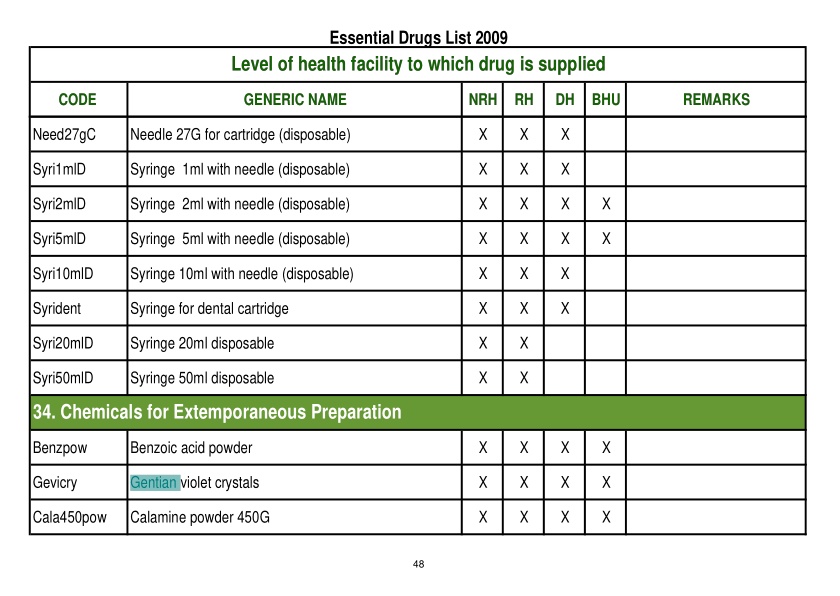 Essential Drugs List 2009
Level of health facility to which drug is supplied
CODE GENERIC NAME NRH RH DH BHU REMARKS
Need27gC Needle 27G for cartridge (disposable) X X X
Syri1mlD Syringe 1ml with needle (disposable) X X X
Syri2mlD Syringe 2ml with needle (disposable) X X X X
Syri5mlD Syringe 5ml with needle (disposable) X X X X
Syri10mlD Syringe 10ml with needle (disposable) X X X
Syrident Syringe for dental cartridge X X X
Syri20mlD Syringe 20ml disposable X X
Syri50mlD Syringe 50ml disposable X X
34. Chemicals for Extemporaneous Preparation
Benzpow Benzoic acid powder X X X X
Gevicry Gentian violet crystals X X X X
Cala450pow Calamine powder 450G X X X X
48